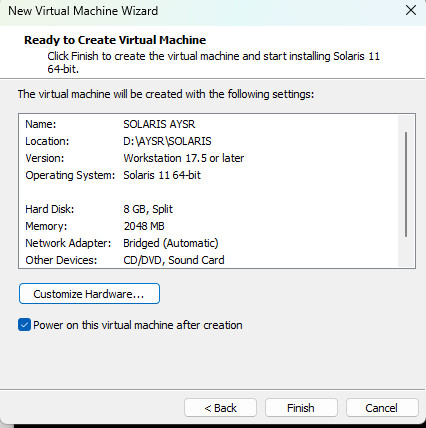 New Virtual Machine Wizard
Ready to Create Virtual Machine
Click Finish to create the virtual machine and start installing Solaris 11
64-bit.
The virtual machine will be created with the following settings:
Name: SOLARIS AYSR
Location: D:\AYSR\SOLARIS
Version: Workstation 17.5 or later
Operating System: Solaris 11 64-bit
Hard Disk: 8 GB, Split
Memory: 2048 MB
Network Adapter: Bridged (Automatic)
Other Devices: CD/DVD, Sound Card
Customize Hardware...
Power on this virtual machine after creation
< Back Finish Cancel